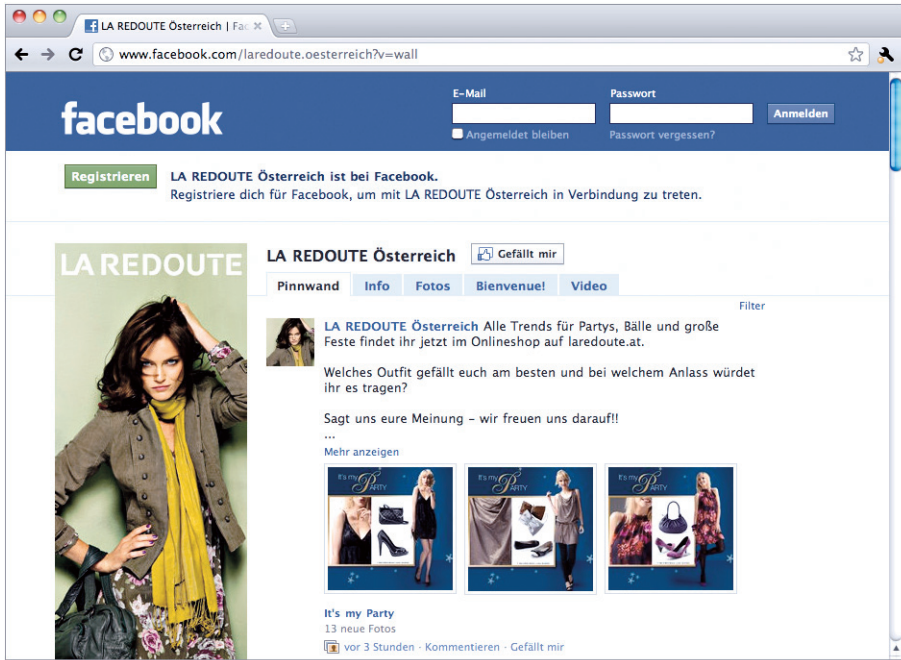 LA REDOUTE Österreich | Fac
www.facebook.com/laredoute.oesterreich?v=wall
facebook
E-Mail
Passwort
Anmelden
Angemeldet bleiben
Passwort vergessen?
Registrieren
LA REDOUTE Österreich ist bei Facebook.
Registriere dich für Facebook, um mit LA REDOUTE Österreich in Verbindung zu treten.
LA REDOUTE
LA REDOUTE Österreich
Gefällt mir
Pinnwand Info Fotos Bienvenue! Video
Filter
LA REDOUTE Österreich Alle Trends für Partys, Bälle und große
Feste findet ihr jetzt im Onlineshop auf laredoute.at.
Welches Outfit gefällt euch am besten und bei welchem Anlass würdet
ihr es tragen?
Sagt uns eure Meinung – wir freuen uns darauf!!
...
Mehr anzeigen
It's my
PARTY
It's my
PARTY
It's my
PARTY
It's my Party
13 neue Fotos
vor 3 Stunden · Kommentieren · Gefällt mir